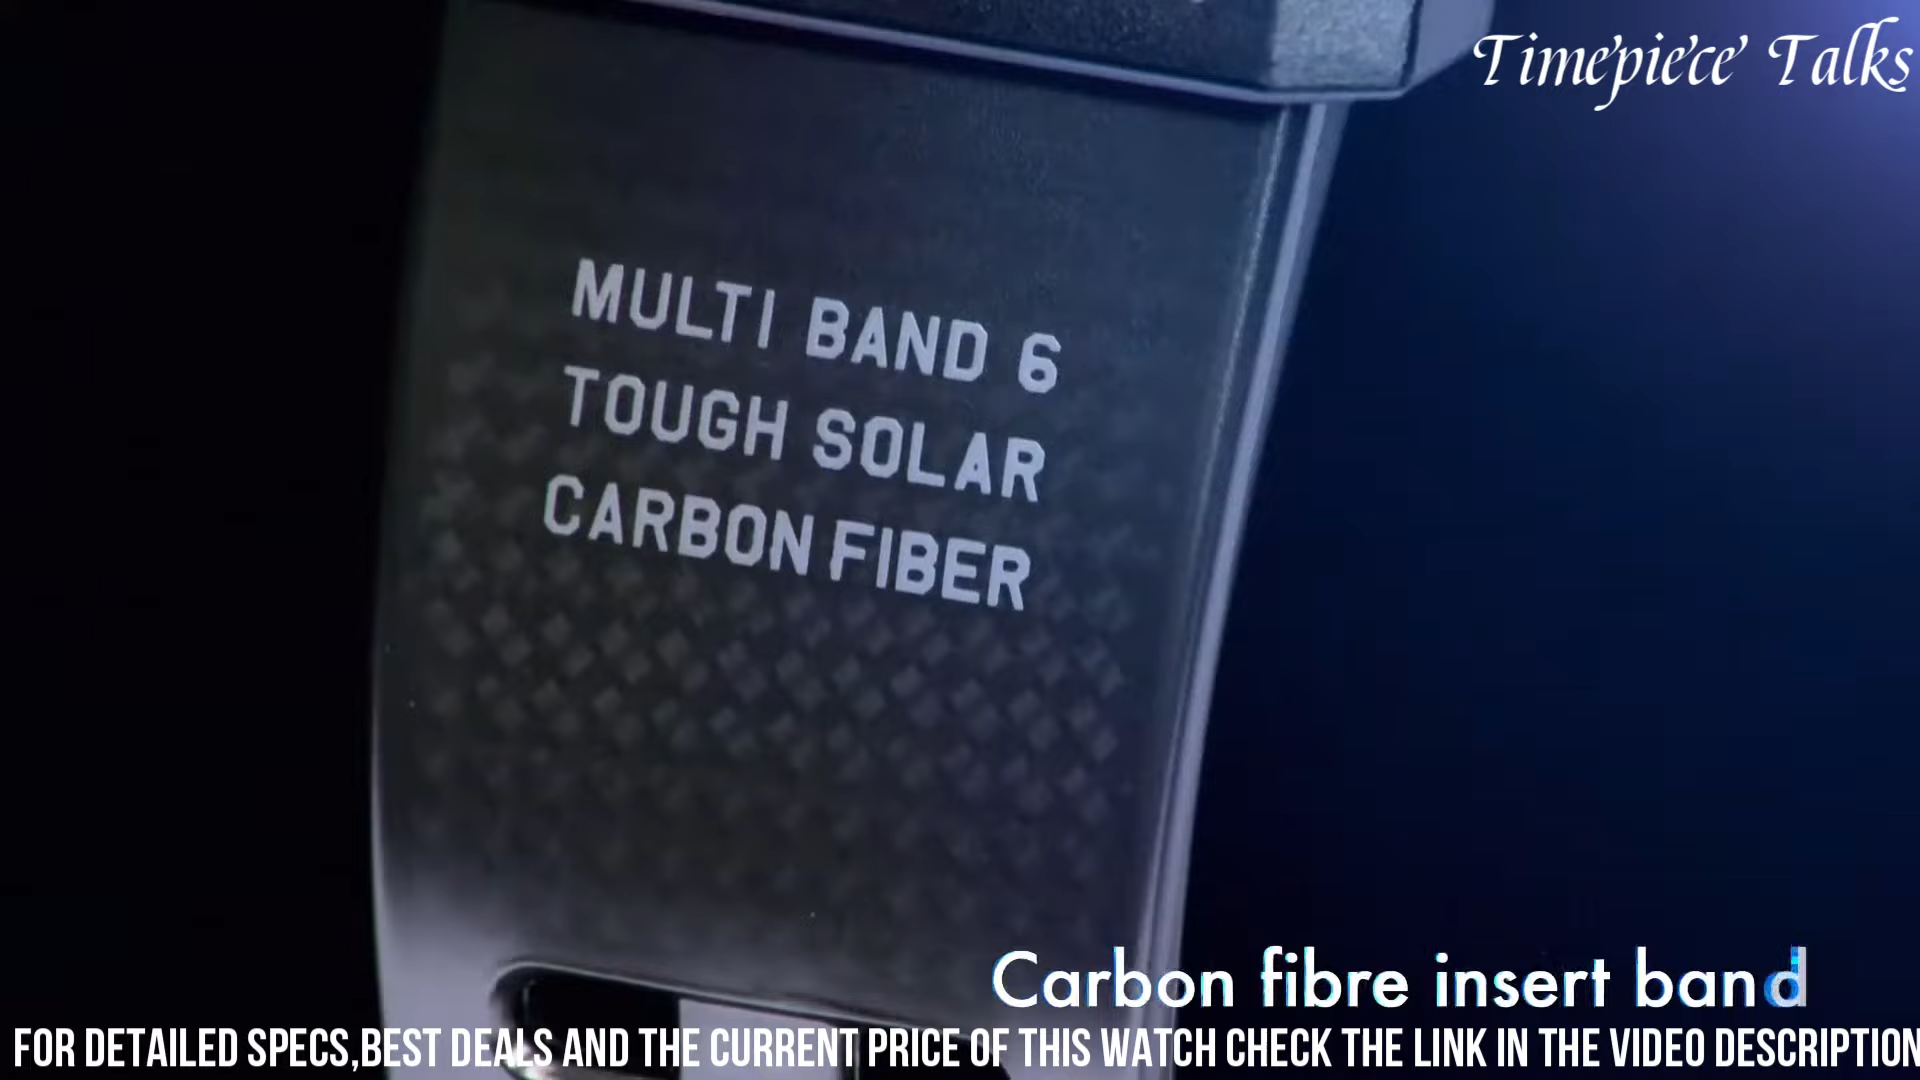 Timepiece Talks
MULTI BAND 6
TOUGH SOLAR
CARBON FIBER
Carbon fibre insert band
FOR DETAILED SPECS,BEST DEALS AND THE CURRENT PRICE OF THIS WATCH CHECK THE LINK IN THE VIDEO DESCRIPTION